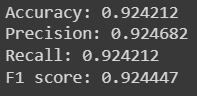 Accuracy: 0.924212
Precision: 0.924682
Recall: 0.924212
F1 score: 0.924447